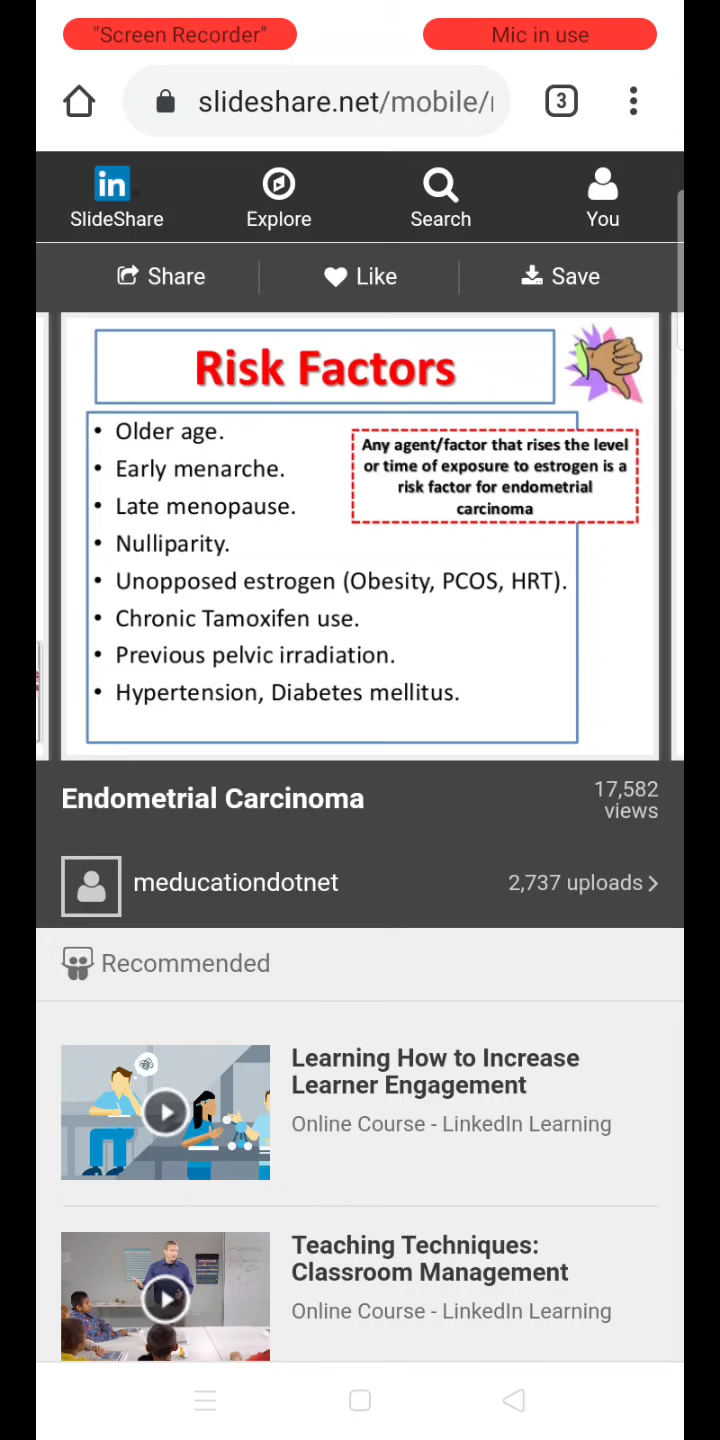 "Screen Recorder" Mic in use
slideshare.net/mobile/
3
in
SlideShare Explore Search You
Share Like Save
Risk Factors
• Older age.
• Early menarche.
• Late menopause.
• Nulliparity.
• Unopposed estrogen (Obesity, PCOS, HRT).
• Chronic Tamoxifen use.
• Previous pelvic irradiation.
• Hypertension, Diabetes mellitus.
Any agent/factor that rises the level
or time of exposure to estrogen is a
risk factor for endometrial
carcinoma
Endometrial Carcinoma
17,582
views
meducationdotnet 2,737 uploads
Recommended
Learning How to Increase
Learner Engagement
Online Course - LinkedIn Learning
Teaching Techniques:
Classroom Management
Online Course - LinkedIn Learning